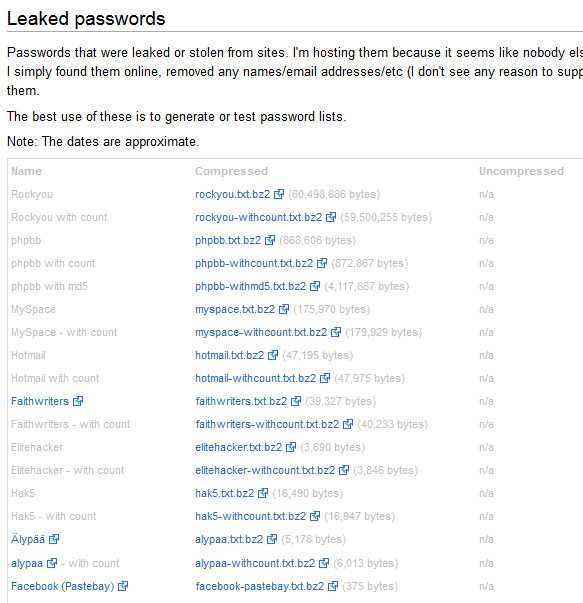 Leaked passwords
Passwords that were leaked or stolen from sites. I'm hosting them because it seems like nobody els
I simply found them online, removed any names/email addresses/etc (I don't see any reason to supp
them.
The best use of these is to generate or test password lists.
Note: The dates are approximate.
Name Compressed Uncompressed
Rockyou rockyou.txt.bz2 (60,498,886 bytes) n/a
Rockyou with count rockyou-withcount.txt.bz2 (59,500,255 bytes) n/a
phpbb phpbb.txt.bz2 (868,606 bytes) n/a
phpbb with count phpbb-withcount.txt.bz2 (872,867 bytes) n/a
phpbb with md5 phpbb-withmd5.txt.bz2 (4,117,887 bytes) n/a
MySpace myspace.txt.bz2 (175,970 bytes) n/a
MySpace - with count myspace-withcount.txt.bz2 (179,929 bytes) n/a
Hotmail hotmail.txt.bz2 (47,195 bytes) n/a
Hotmail with count hotmail-withcount.txt.bz2 (47,975 bytes) n/a
Faithwriters faithwriters.txt.bz2 (39,327 bytes) n/a
Faithwriters - with count faithwriters-withcount.txt.bz2 (40,233 bytes) n/a
Elitehacker elitehacker.txt.bz2 (3,690 bytes) n/a
Elitehacker - with count elitehacker-withcount.txt.bz2 (3,846 bytes) n/a
Hak5 hak5.txt.bz2 (16,490 bytes) n/a
Hak5 - with count hak5-withcount.txt.bz2 (16,947 bytes) n/a
Älypää alypaa.txt.bz2 (5,178 bytes) n/a
alypaa - with count alypaa-withcount.txt.bz2 (6,013 bytes) n/a
Facebook (Pastebay) facebook-pastebay.txt.bz2 (375 bytes) n/a